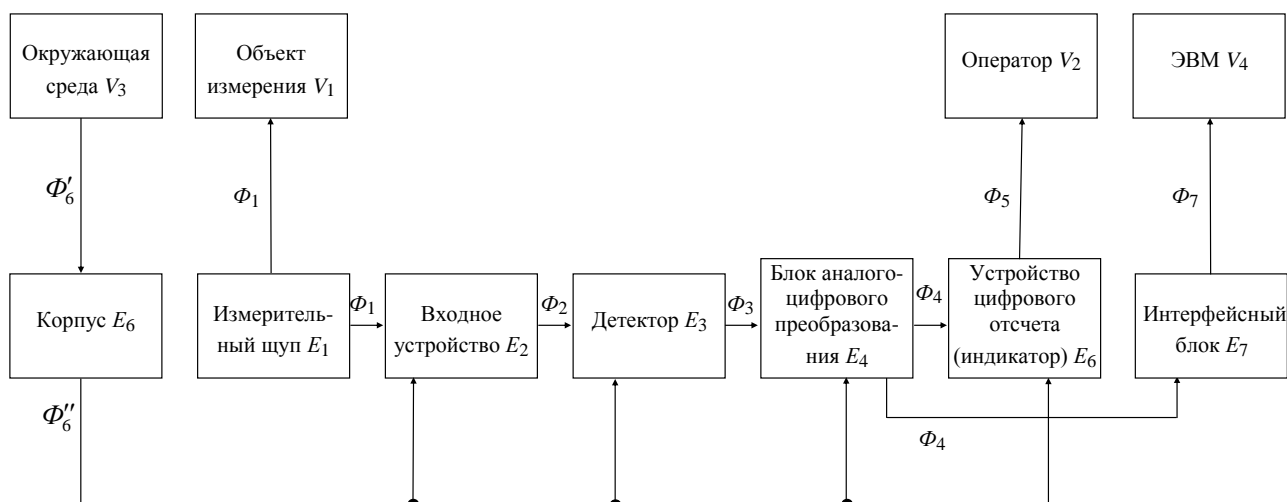 Окружающая
среда V3
Объект
измерения V1
Оператор V2
ЭВМ V4
Φ′6
Φ1
Φ5
Φ7
Корпус E6
Измеритель-
ный щуп E1
Φ1
Входное
устройство E2
Φ2
Детектор E3
Φ3
Блок аналого-
цифрового
преобразова-
ния E4
Φ4
Устройство
цифрового
отсчета
(индикатор) E6
Интерфейсный
блок E7
Φ″6
Φ4